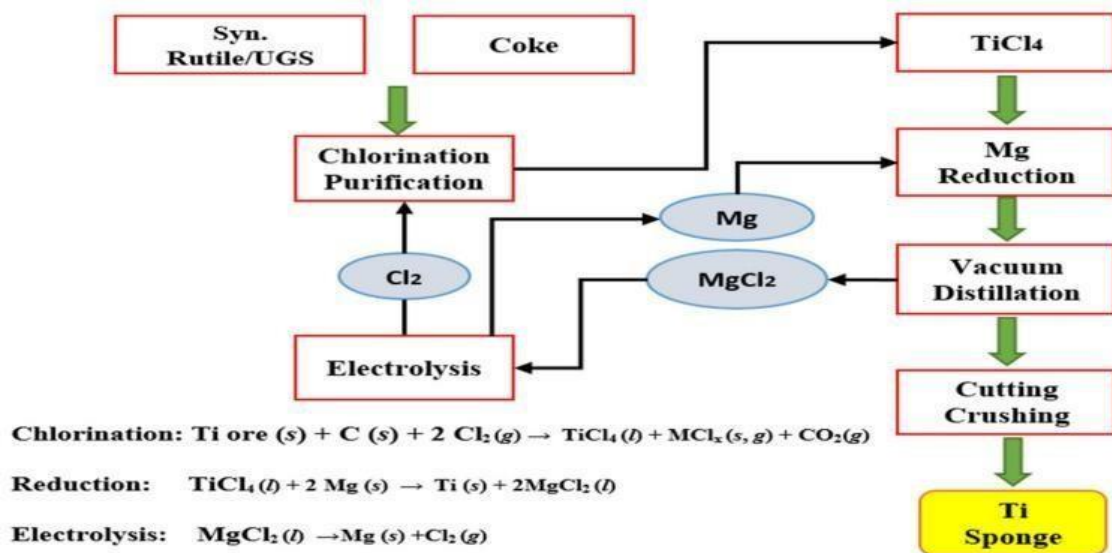 Syn.
Rutile/UGS
Coke
TiCl4
Chlorination
Purification
Mg
Reduction
Mg
Cl2
MgCl2
Vacuum
Distillation
Electrolysis
Cutting
Crushing
Chlorination: Ti ore (s) + C (s) + 2 Cl₂(g) → TiCl₄(l) + MClₓ(s, g) + CO₂(g)
Reduction: TiCl₄(l) + 2 Mg (s) → Ti (s) + 2MgCl₂(l)
Electrolysis: MgCl₂(l) →Mg (s) +Cl₂(g)
Ti
Sponge